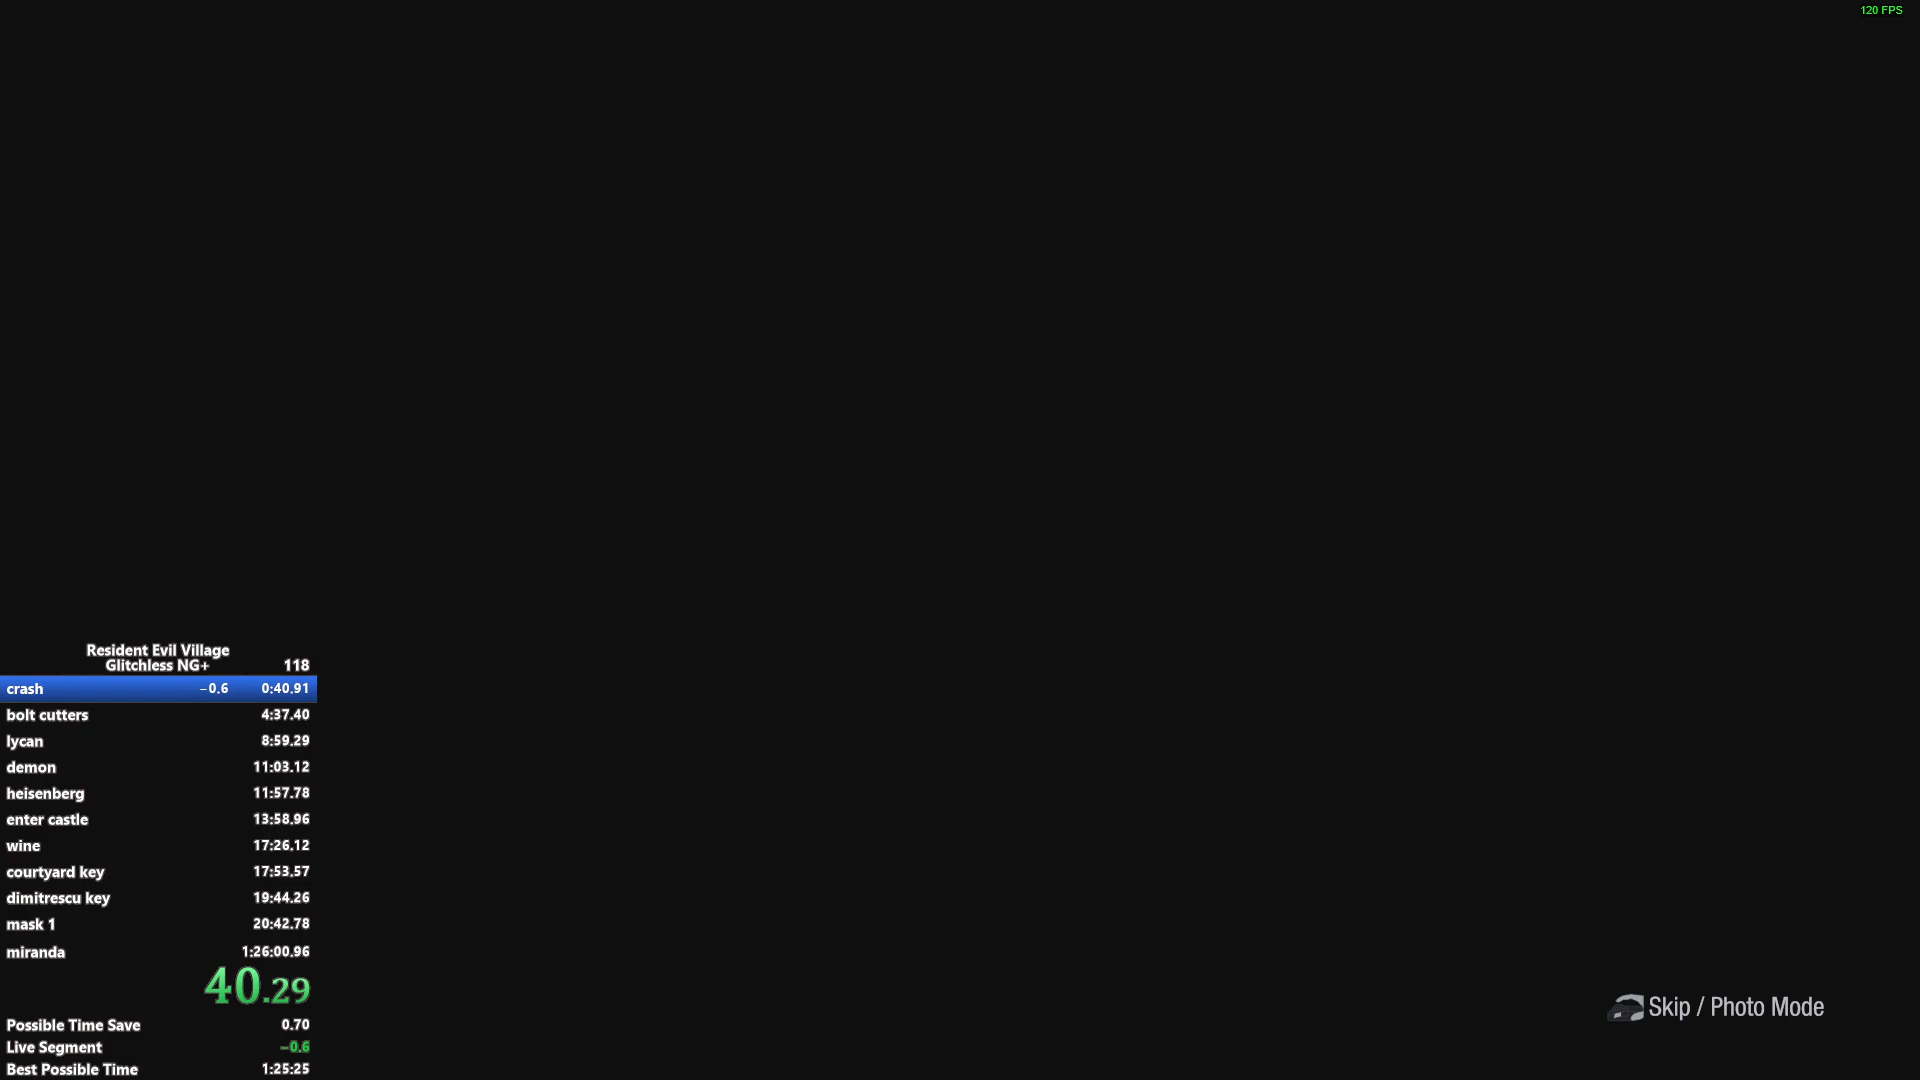 120 FPS
Resident Evil Village
Glitchless NG+ 118
crash −0.6 0:40.91
bolt cutters 4:37.40
lycan 8:59.29
demon 11:03.12
heisenberg 11:57.78
enter castle 13:58.96
wine 17:26.12
courtyard key 17:53.57
dimitrescu key 19:44.26
mask 1 20:42.78
miranda 1:26:00.96
40.29
Skip / Photo Mode
Possible Time Save 0.70
Live Segment −0.6
Best Possible Time 1:25:25